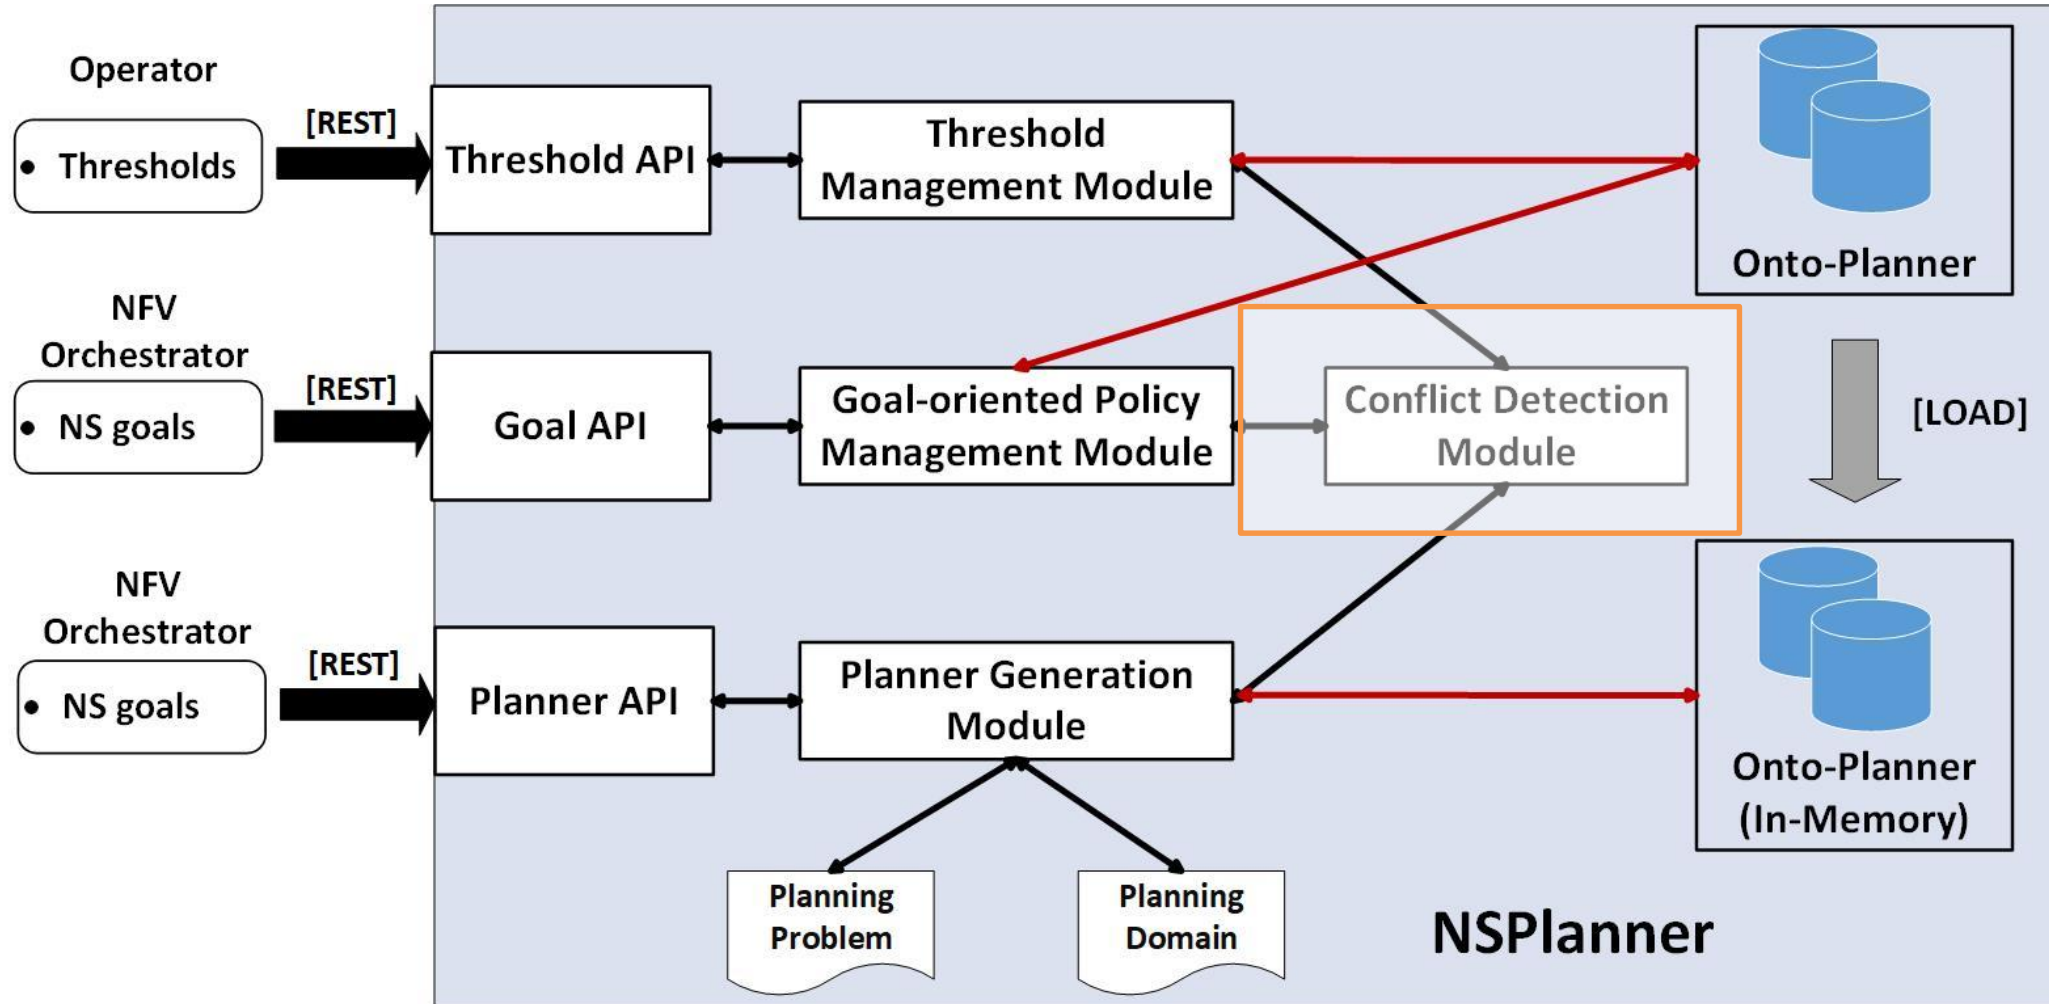 Operator
• Thresholds
[REST]
Threshold API
Threshold
Management Module
Onto-Planner
NFV
Orchestrator
• NS goals
[REST]
Goal API
Goal-oriented Policy
Management Module
Conflict Detection
Module
[LOAD]
NFV
Orchestrator
• NS goals
[REST]
Planner API
Planner Generation
Module
Onto-Planner
(In-Memory)
Planning
Problem
Planning
Domain
NSPlanner